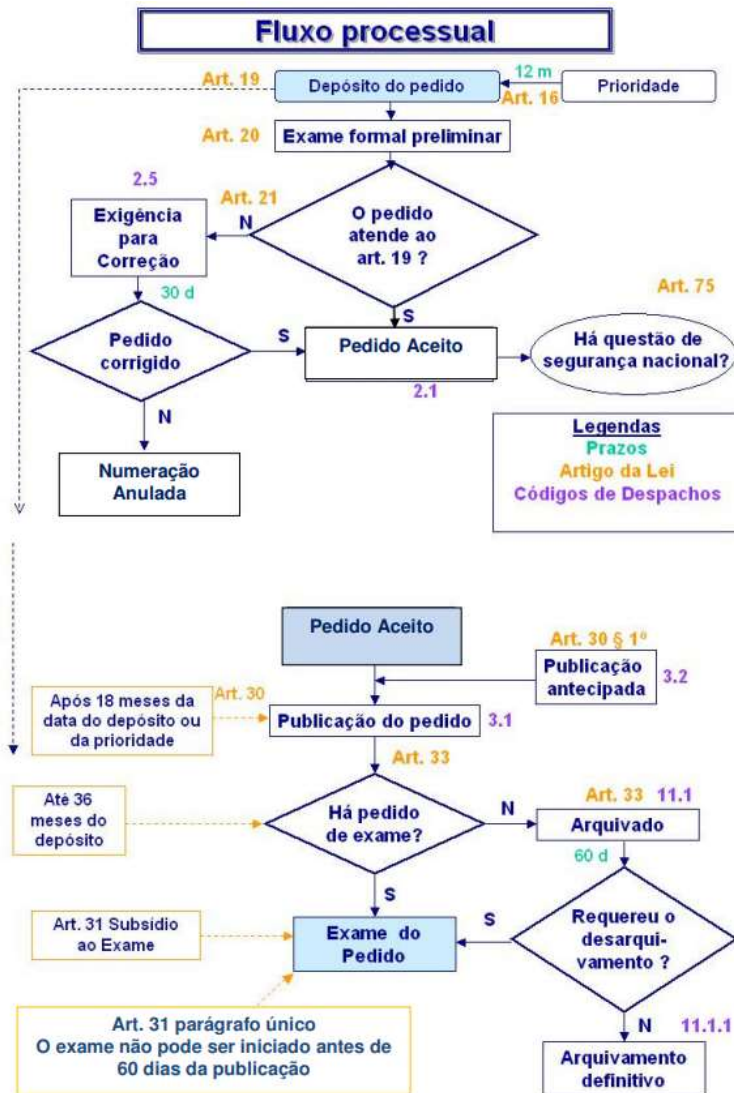 Fluxo processual
Art. 19
Depósito do pedido
12 m
Art. 16
Prioridade
Art. 20
Exame formal preliminar
2.5
Art. 21
Exigência
para
Correção
N
O pedido
atende ao
art. 19 ?
30 d
S
Art. 75
Pedido
corrigido
S
Pedido Aceito
2.1
Há questão de
segurança nacional?
N
Numeração
Anulada
Legendas
Prazos
Artigo da Lei
Códigos de Despachos
Pedido Aceito
Art. 30 § 1º
Publicação
antecipada
3.2
Após 18 meses da
data do depósito ou
da prioridade
Art. 30
Publicação do pedido
3.1
Art. 33
Até 36
meses do
depósito
Há pedido
de exame?
N
Art. 33
11.1
Arquivado
60 d
S
Art. 31 Subsídio
ao Exame
Exame do
Pedido
S
Requereu o
desarqui-
vamento ?
Art. 31 parágrafo único
O exame não pode ser iniciado antes de
60 dias da publicação
N
11.1.1
Arquivamento
definitivo